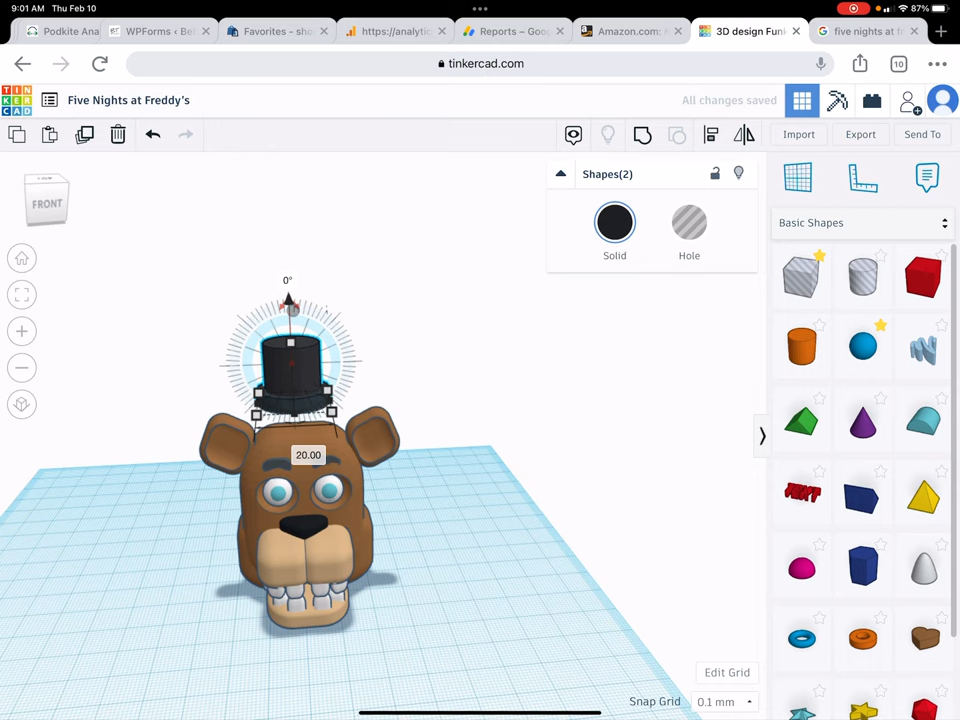 9:01 AM Thu Feb 10
87%
Podkite Ana
WPForms ‹ Be
Favorites – sho
https://analytic
Reports – Goo
Amazon.com:
3D design Fun
five nights at fr
tinkercad.com
10
TIN
KER
CAD
Five Nights at Freddy's
All changes saved
Import
Export
Send To
FRONT
Shapes(2)
Solid
Hole
Basic Shapes
0°
20.00
TEXT
Edit Grid
Snap Grid
0.1 mm